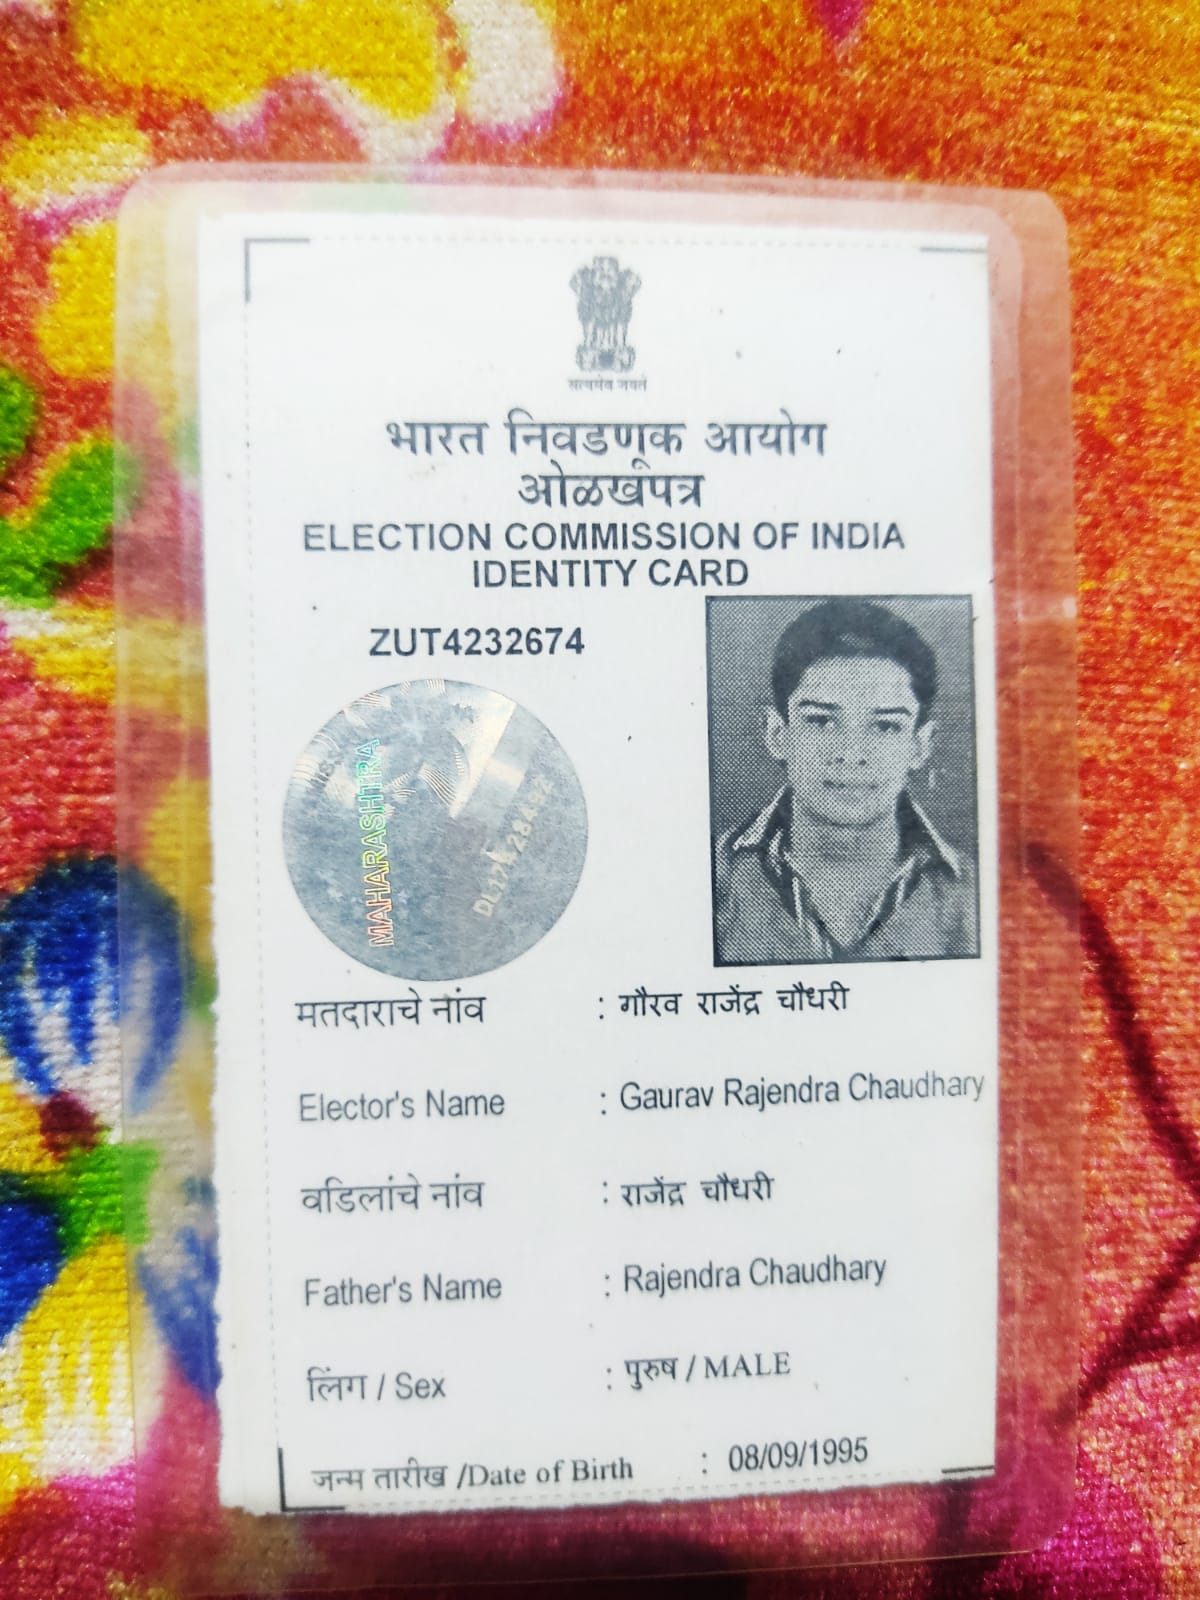 सत्यमेव जयते
भारत निवडणूक आयोग
ओळखपत्र
ELECTION COMMISSION OF INDIA
IDENTITY CARD
ZUT4232674
MAHARASHTRA
मतदाराचे नांव : गौरव राजेंद्र चौधरी
Elector's Name : Gaurav Rajendra Chaudhary
वडिलांचे नांव : राजेंद्र चौधरी
Father's Name : Rajendra Chaudhary
लिंग / Sex : पुरुष / MALE
जन्म तारीख /Date of Birth : 08/09/1995